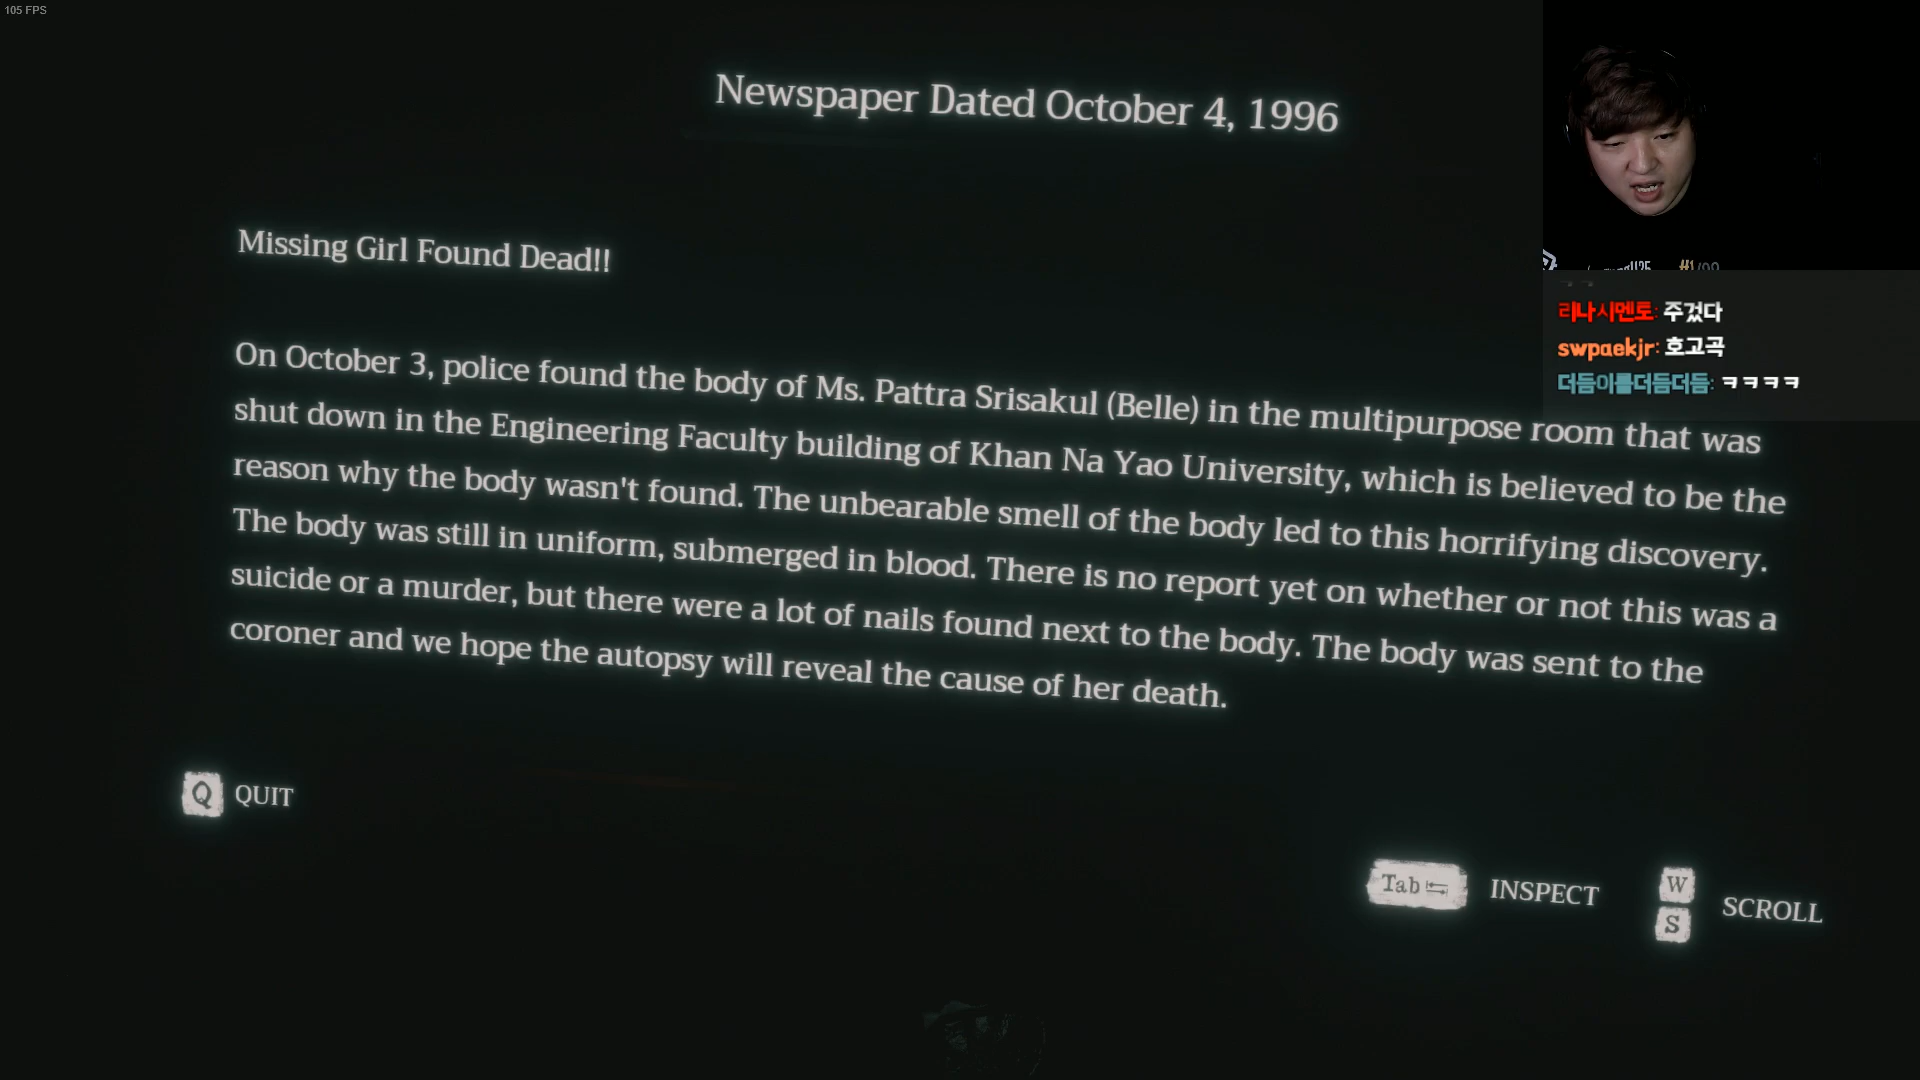 105 FPS
Newspaper Dated October 4, 1996
Missing Girl Found Dead!!
On October 3, police found the body of Ms. Pattra Srisakul (Belle) in the multipurpose room that was
shut down in the Engineering Faculty building of Khan Na Yao University, which is believed to be the
reason why the body wasn't found. The unbearable smell of the body led to this horrifying discovery.
The body was still in uniform, submerged in blood. There is no report yet on whether or not this was a
suicide or a murder, but there were a lot of nails found next to the body. The body was sent to the
coroner and we hope the autopsy will reveal the cause of her death.
리나시멘토: 주겄다
swpaekjr: 호고곡
더듬이를더듬더듬: ㅋㅋㅋㅋ
Q QUIT
Tab INSPECT
W
S
SCROLL